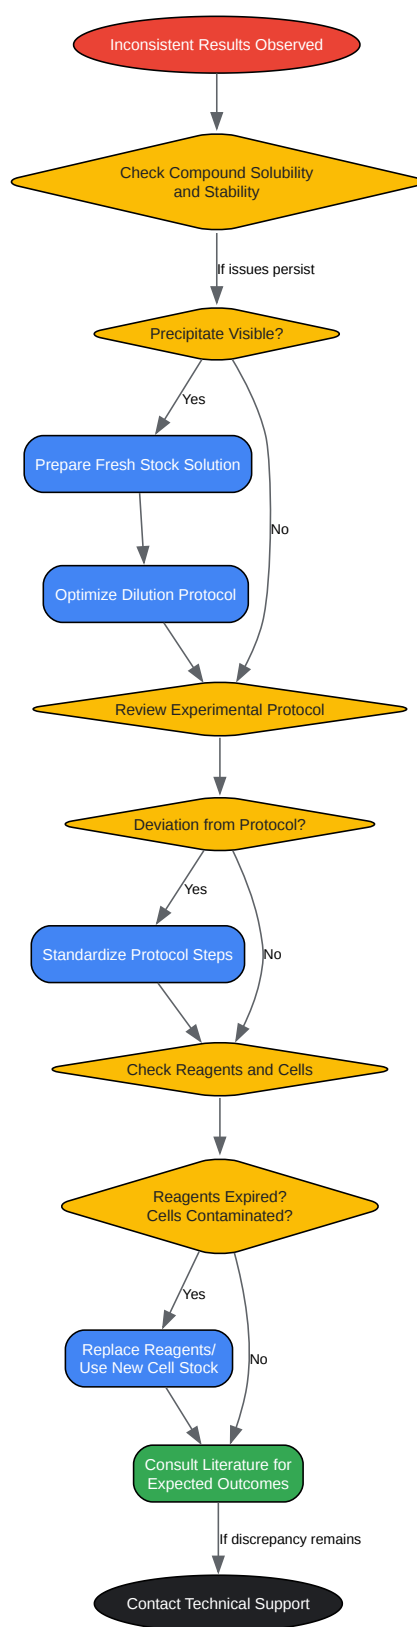 Inconsistent Results Observed
Check Compound Solubility
and Stability
If issues persist
Precipitate Visible?
Yes
Prepare Fresh Stock Solution
No
Optimize Dilution Protocol
Review Experimental Protocol
Deviation from Protocol?
Yes
Standardize Protocol Steps
No
Check Reagents and Cells
Reagents Expired?
Cells Contaminated?
Yes
Replace Reagents/
Use New Cell Stock
No
Consult Literature for
Expected Outcomes
If discrepancy remains
Contact Technical Support